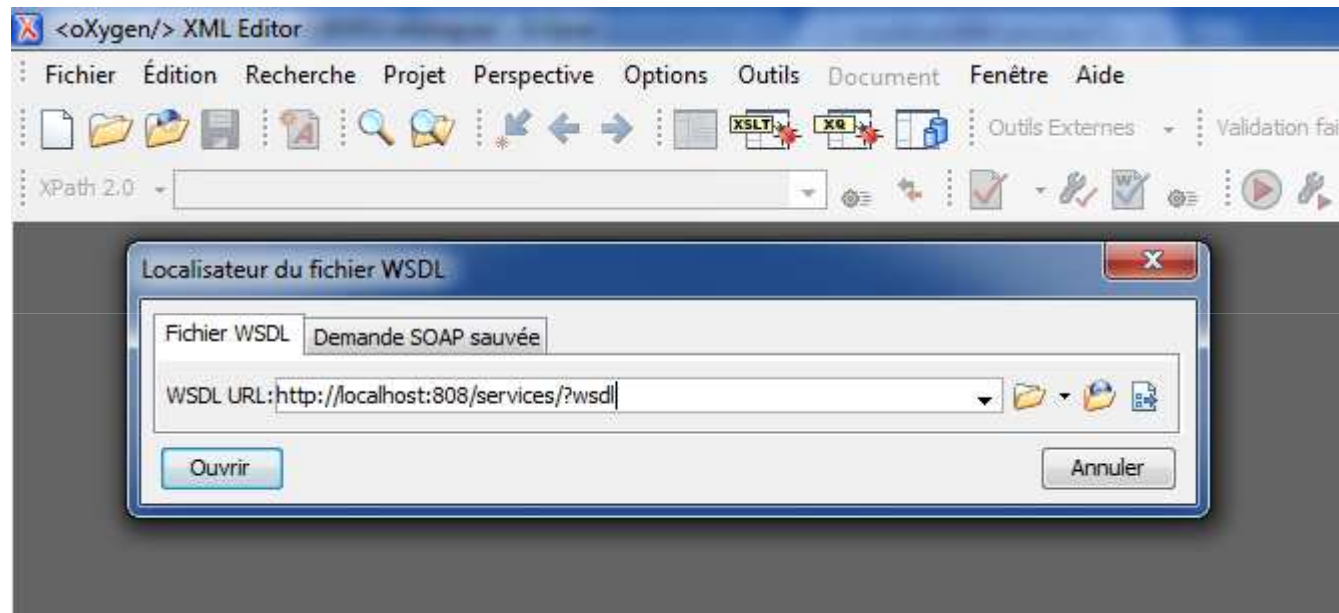 <oXygen/> XML Editor
Fichier Édition Recherche Projet Perspective Options Outils Document Fenêtre Aide
XSLT XQ Outils Externes Validation fai
XPath 2.0 W
Localisateur du fichier WSDL
Fichier WSDL Demande SOAP sauvée
WSDL URL:http://localhost:808/services/?wsdl
Ouvrir Annuler